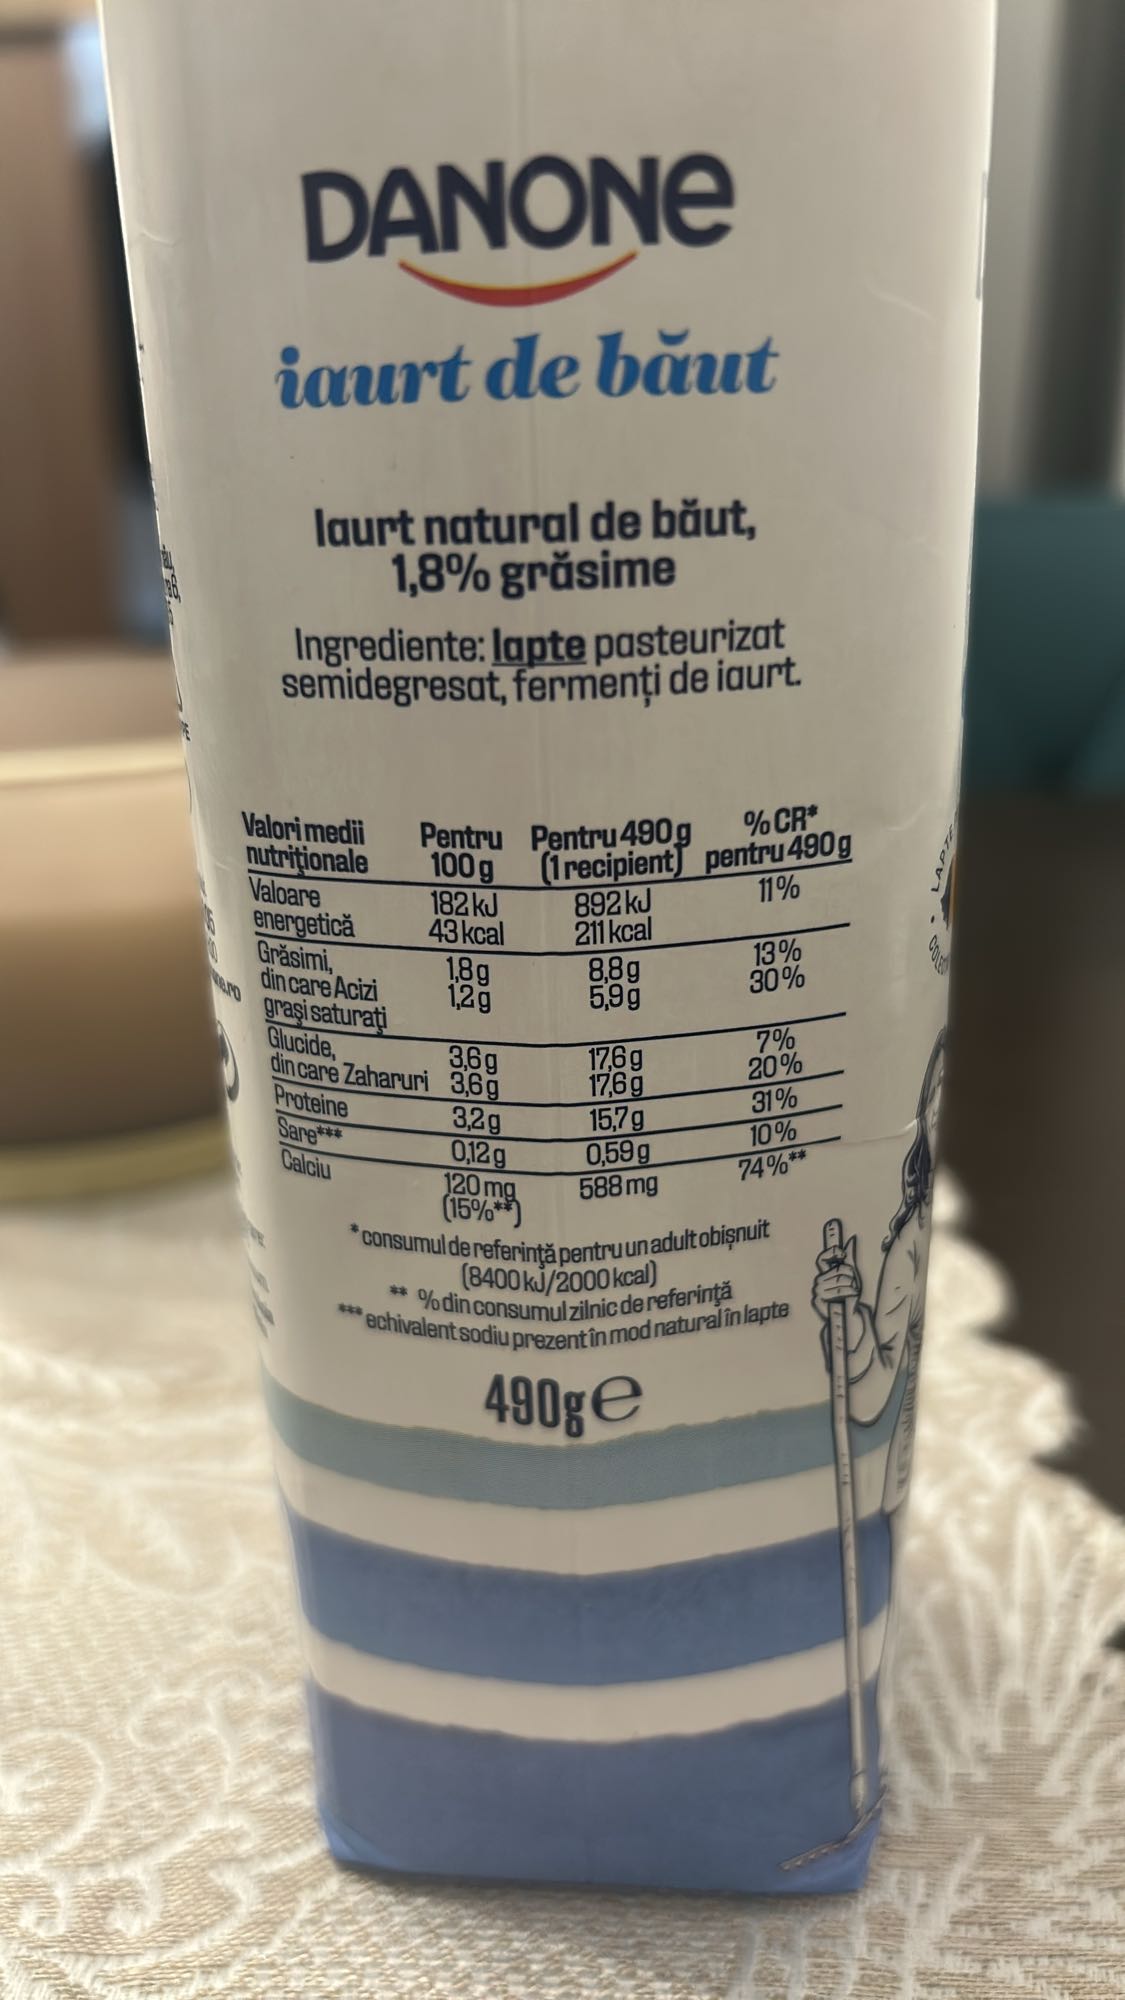 DANONE
iaurt de băut
Iaurt natural de băut,
1,8% grăsime
Ingrediente: lapte pasteurizat
semidegresat, fermenți de iaurt.
Valori medii nutriționale Pentru 100 g Pentru 490 g (1 recipient) % CR* pentru 490 g
Valoare energetică 182 kJ 892 kJ 11%
43 kcal 211 kcal
Grăsimi, 1,8 g 8,8 g 13%
din care Acizi grași saturați 1,2 g 5,9 g 30%
Glucide, 3,6 g 17,6 g 7%
din care Zaharuri 3,6 g 17,6 g 20%
Proteine 3,2 g 15,7 g 31%
Sare*** 0,12 g 0,59 g 10%
Calciu 120 mg 588 mg 74%**
(15%**)
* consumul de referință pentru un adult obișnuit
(8400 kJ/2000 kcal)
** % din consumul zilnic de referință
*** echivalent sodiu prezent în mod natural în lapte
490g e
LAPTE